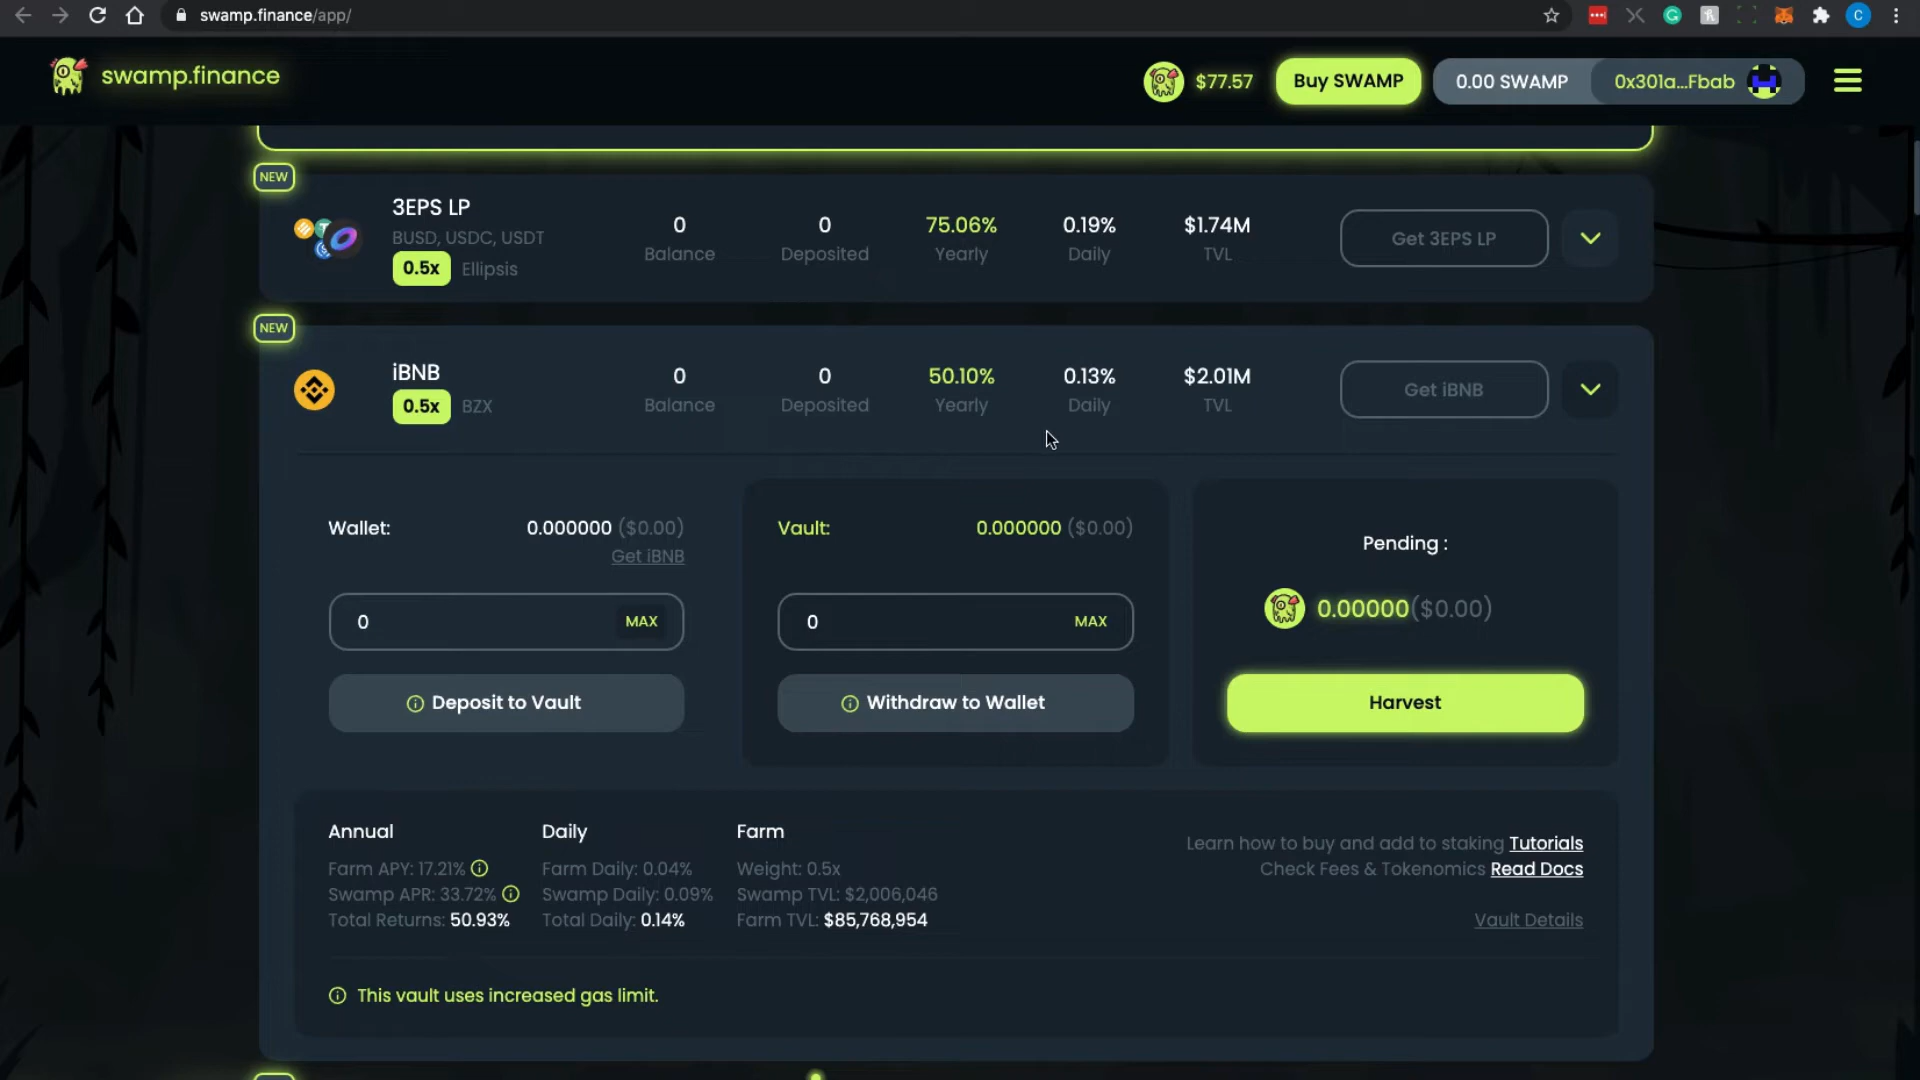 swamp.finance/app/
C
swamp.finance
$77.57
Buy SWAMP
0.00 SWAMP
0x301a...Fbab
NEW
3EPS LP
BUSD, USDC, USDT
0.5x Ellipsis
0
Balance
0
Deposited
75.06%
Yearly
0.19%
Daily
$1.74M
TVL
Get 3EPS LP
NEW
iBNB
0.5x BZX
0
Balance
0
Deposited
50.10%
Yearly
0.13%
Daily
$2.01M
TVL
Get iBNB
Wallet: 0.000000 ($0.00)
Get iBNB
0 MAX
Deposit to Vault
Vault: 0.000000 ($0.00)
0 MAX
Withdraw to Wallet
Pending :
0.00000($0.00)
Harvest
Annual
Farm APY: 17.21%
Swamp APR: 33.72%
Total Returns: 50.93%
Daily
Farm Daily: 0.04%
Swamp Daily: 0.09%
Total Daily: 0.14%
Farm
Weight: 0.5x
Swamp TVL: $2,006,046
Farm TVL: $85,768,954
Learn how to buy and add to staking Tutorials
Check Fees & Tokenomics Read Docs
Vault Details
This vault uses increased gas limit.